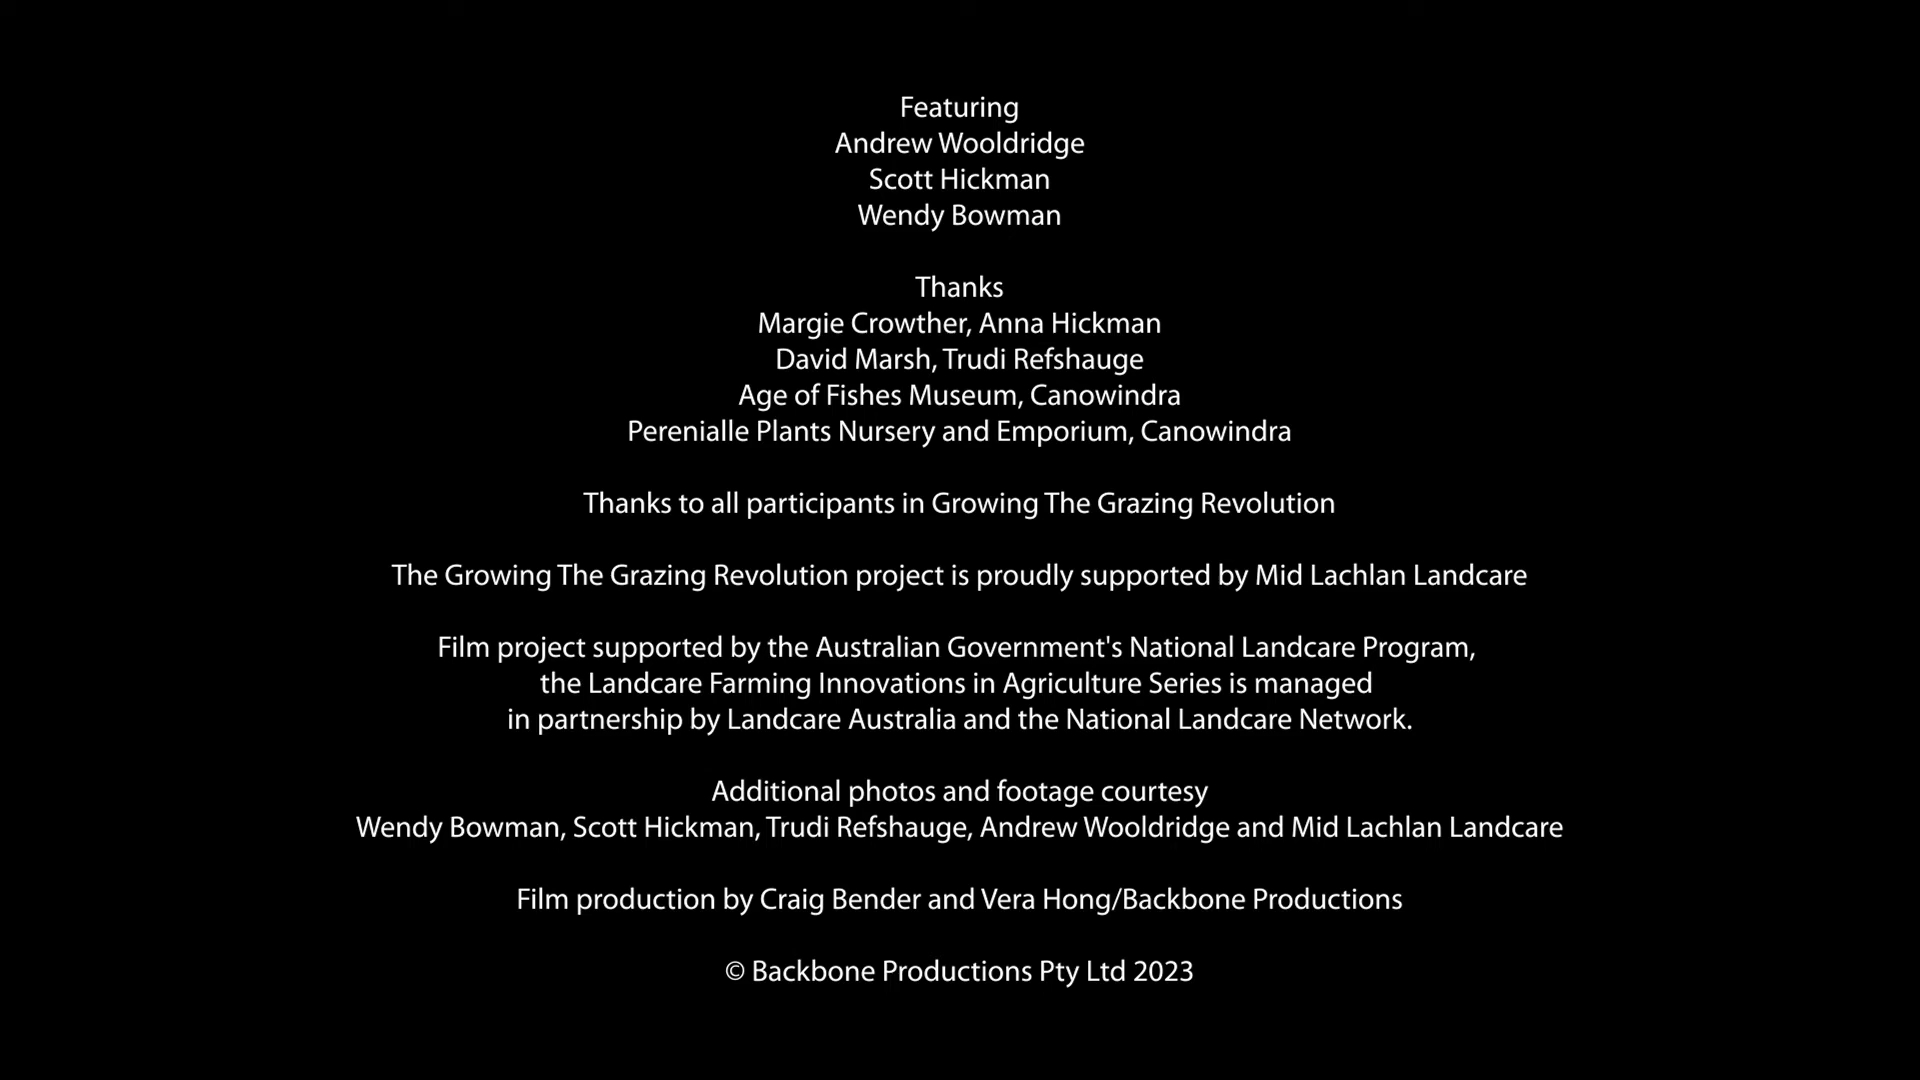 Featuring
Andrew Wooldridge
Scott Hickman
Wendy Bowman
Thanks
Margie Crowther, Anna Hickman
David Marsh, Trudi Refshauge
Age of Fishes Museum, Canowindra
Perenialle Plants Nursery and Emporium, Canowindra
Thanks to all participants in Growing The Grazing Revolution
The Growing The Grazing Revolution project is proudly supported by Mid Lachlan Landcare
Film project supported by the Australian Government's National Landcare Program,
the Landcare Farming Innovations in Agriculture Series is managed
in partnership by Landcare Australia and the National Landcare Network.
Additional photos and footage courtesy
Wendy Bowman, Scott Hickman, Trudi Refshauge, Andrew Wooldridge and Mid Lachlan Landcare
Film production by Craig Bender and Vera Hong/Backbone Productions
© Backbone Productions Pty Ltd 2023